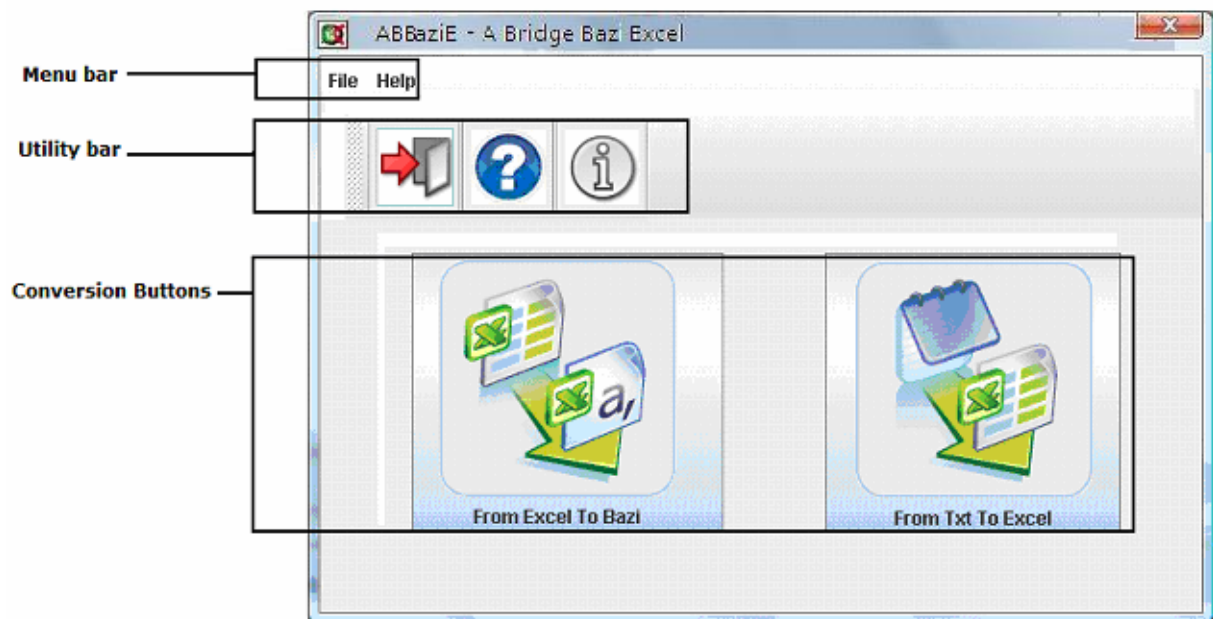 ABBaziE - A Bridge Bazi Excel
Menu bar
File Help
Utility bar
Conversion Buttons
From Excel To Bazi
From Txt To Excel